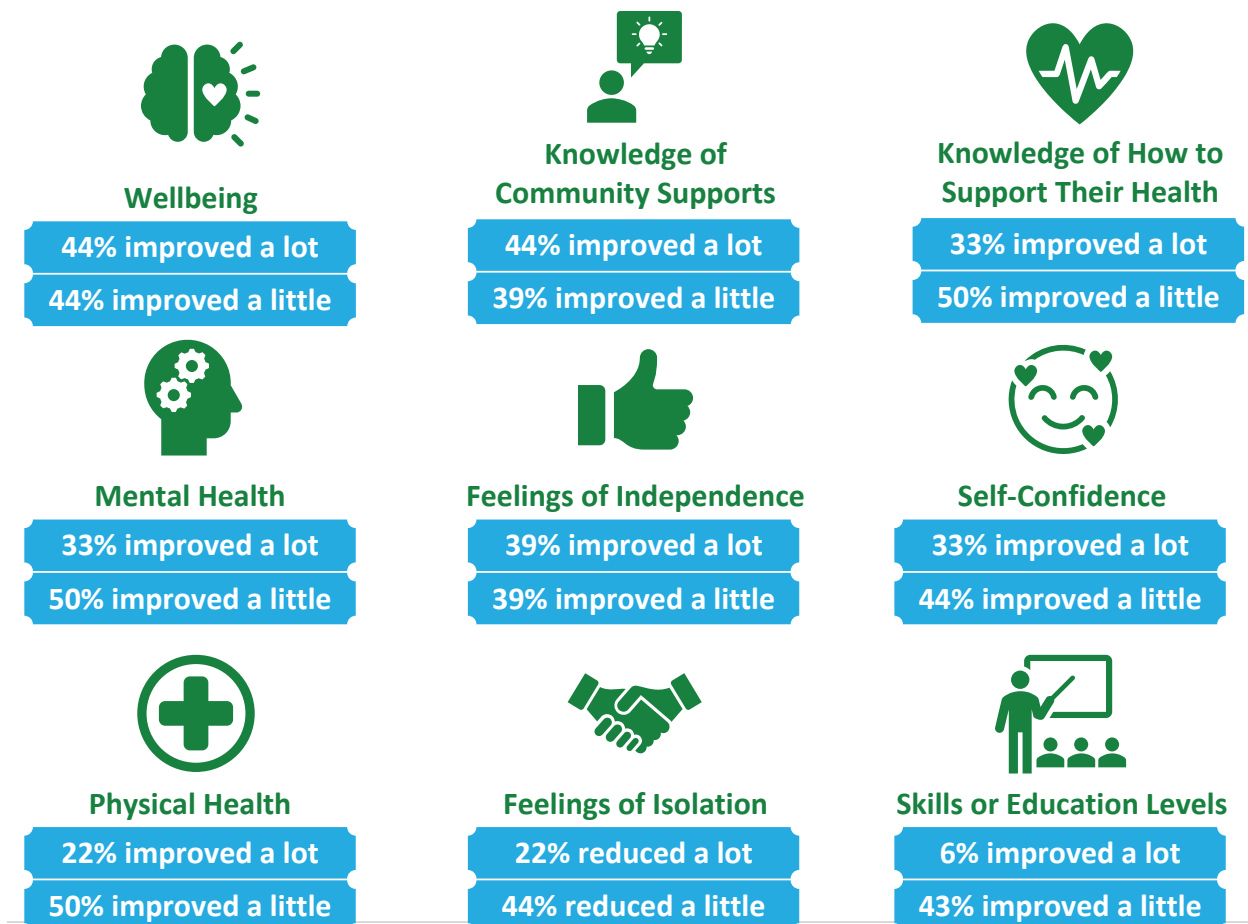 Wellbeing
44% improved a lot
44% improved a little
Knowledge of
Community Supports
44% improved a lot
39% improved a little
Knowledge of How to
Support Their Health
33% improved a lot
50% improved a little
Mental Health
33% improved a lot
50% improved a little
Feelings of Independence
39% improved a lot
39% improved a little
Self-Confidence
33% improved a lot
44% improved a little
Physical Health
22% improved a lot
50% improved a little
Feelings of Isolation
22% reduced a lot
44% reduced a little
Skills or Education Levels
6% improved a lot
43% improved a little